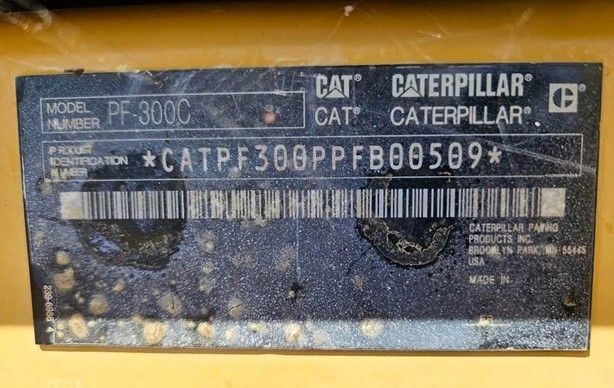 CAT CATERPILLAR
MODEL NUMBER PF-300C
CAT CATERPILLAR
PRODUCT IDENTIFICATION NUMBER *CATPF300PPFB00509*
CATERPILLAR PAVING
PRODUCTS INC.
BROOKLYN PARK, MN 55445
USA
MADE IN